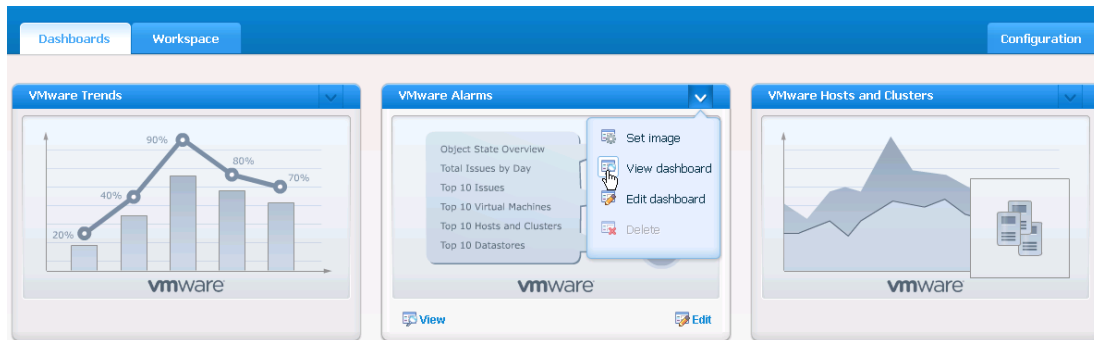 Dashboards
Workspace
Configuration
VMware Trends
90%
80%
70%
40%
20%
vmware
VMware Alarms
Object State Overview
Total Issues by Day
Top 10 Issues
Top 10 Virtual Machines
Top 10 Hosts and Clusters
Top 10 Datastores
Set image
View dashboard
Edit dashboard
Delete
vmware
View
Edit
VMware Hosts and Clusters
vmware